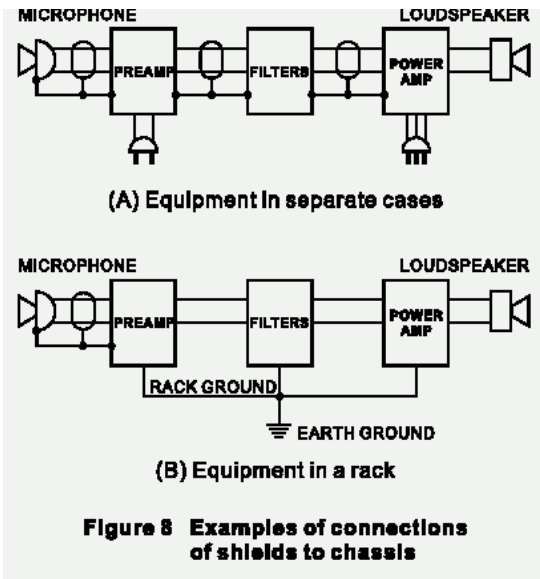 MICROPHONE LOUDSPEAKER
PREAMP FILTERS POWER AMP
(A) Equipment in separate cases
MICROPHONE LOUDSPEAKER
PREAMP FILTERS POWER AMP
RACK GROUND
EARTH GROUND
(B) Equipment in a rack
Figure 8 Examples of connections
of shields to chassis